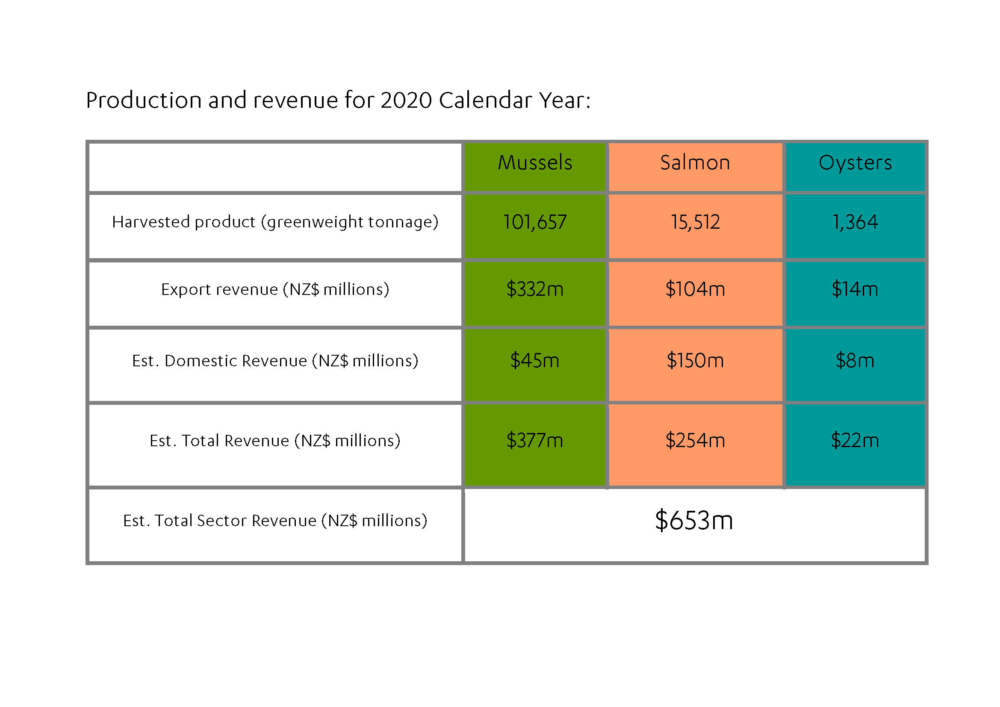 Production and revenue for 2020 Calendar Year:
Mussels Salmon Oysters
Harvested product (greenweight tonnage) 101,657 15,512 1,364
Export revenue (NZ$ millions) $332m $104m $14m
Est. Domestic Revenue (NZ$ millions) $45m $150m $8m
Est. Total Revenue (NZ$ millions) $377m $254m $22m
Est. Total Sector Revenue (NZ$ millions) $653m